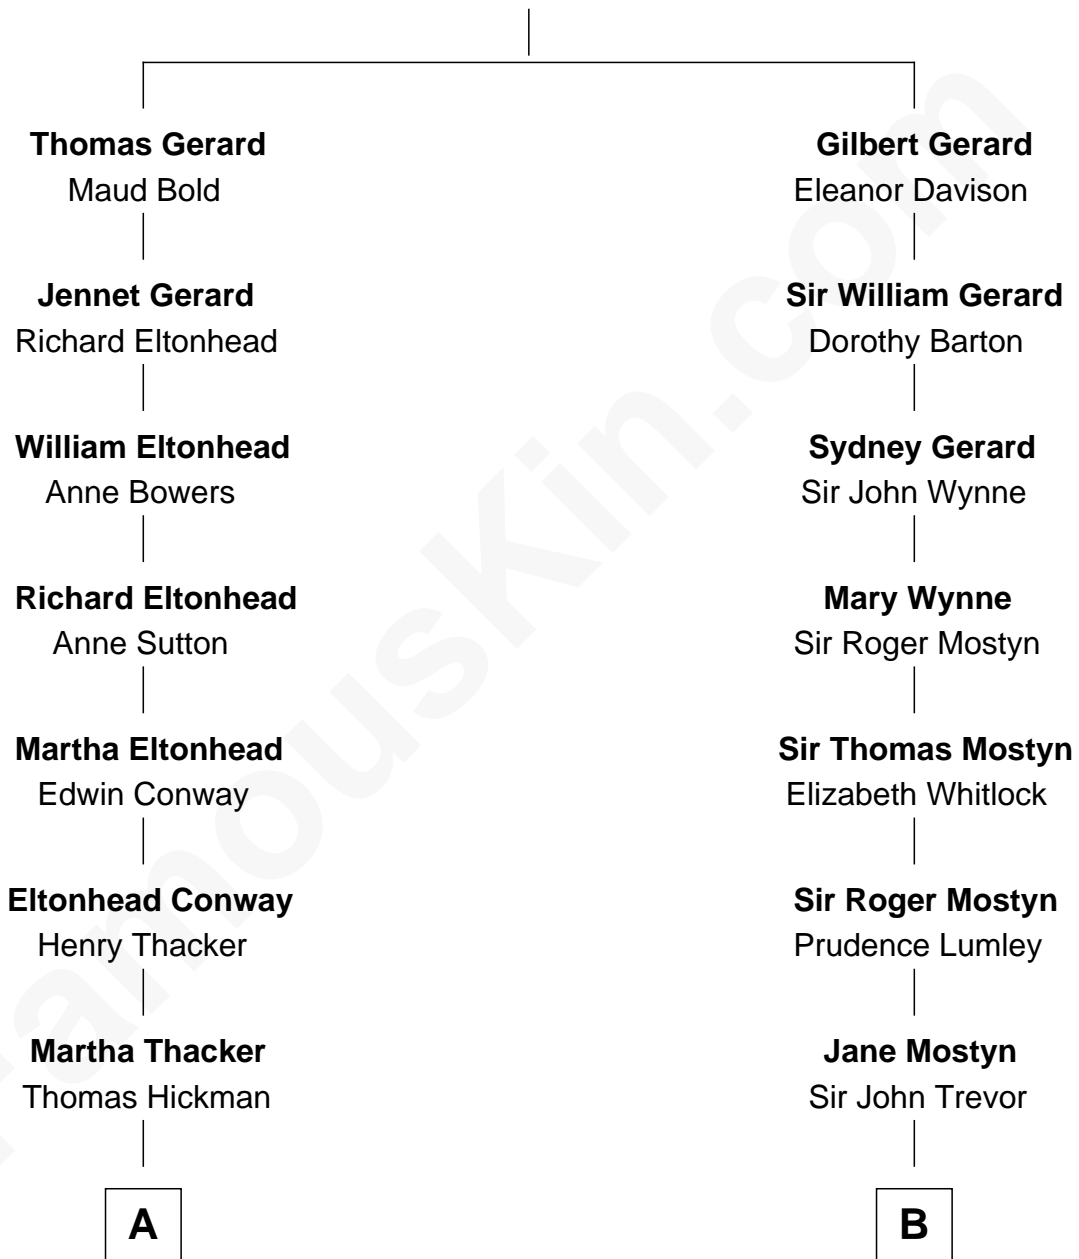 Thomas Gerard
Maud Bold
Jennet Gerard
Richard Eltonhead
William Eltonhead
Anne Bowers
Richard Eltonhead
Anne Sutton
Martha Eltonhead
Edwin Conway
Eltonhead Conway
Henry Thacker
Martha Thacker
Thomas Hickman
A
Gilbert Gerard
Eleanor Davison
Sir William Gerard
Dorothy Barton
Sydney Gerard
Sir John Wynne
Mary Wynne
Sir Roger Mostyn
Sir Thomas Mostyn
Elizabeth Whitlock
Sir Roger Mostyn
Prudence Lumley
Jane Mostyn
Sir John Trevor
B
FamousKin.com